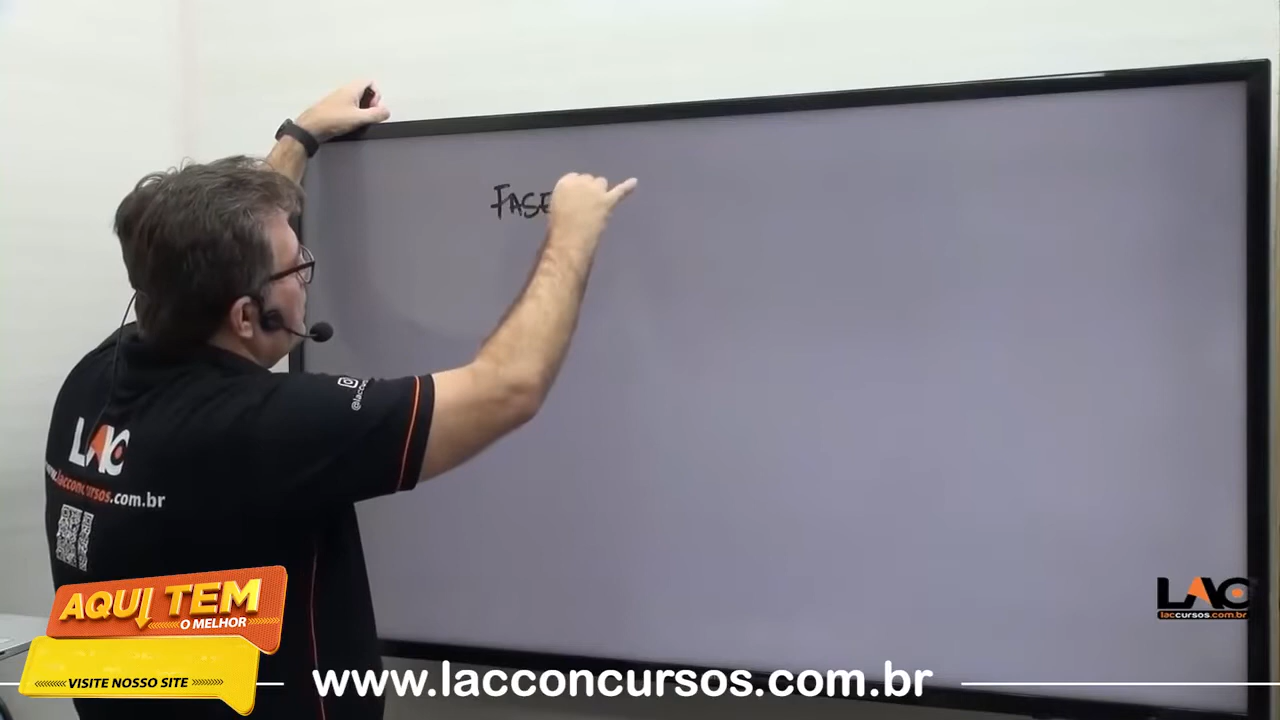 FASE
@laccon
LAC
www.lacconcursos.com.br
AQUI TEM
O MELHOR
VISITE NOSSO SITE
www.lacconcursos.com.br
LAC
laccursos.com.br